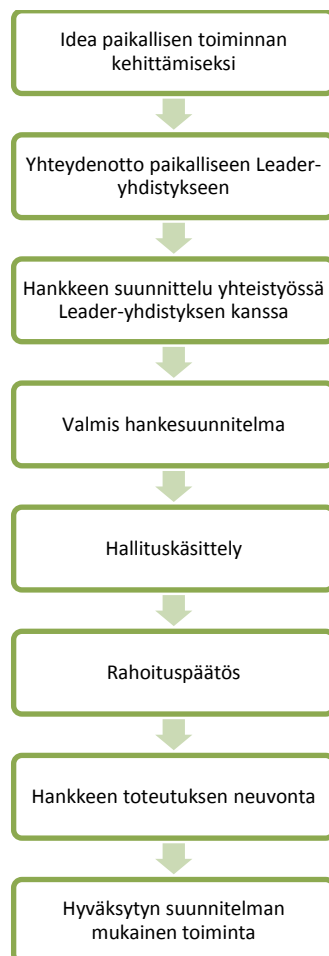 Idea paikallisen toiminnan
kehittämiseksi
Yhteydenotto paikalliseen Leader-
yhdistykseen
Hankkeen suunnittelu yhteistyössä
Leader-yhdistyksen kanssa
Valmis hankesuunnitelma
Hallituskäsittely
Rahoituspäätös
Hankkeen toteutuksen neuvonta
Hyväksytyn suunnitelman
mukainen toiminta